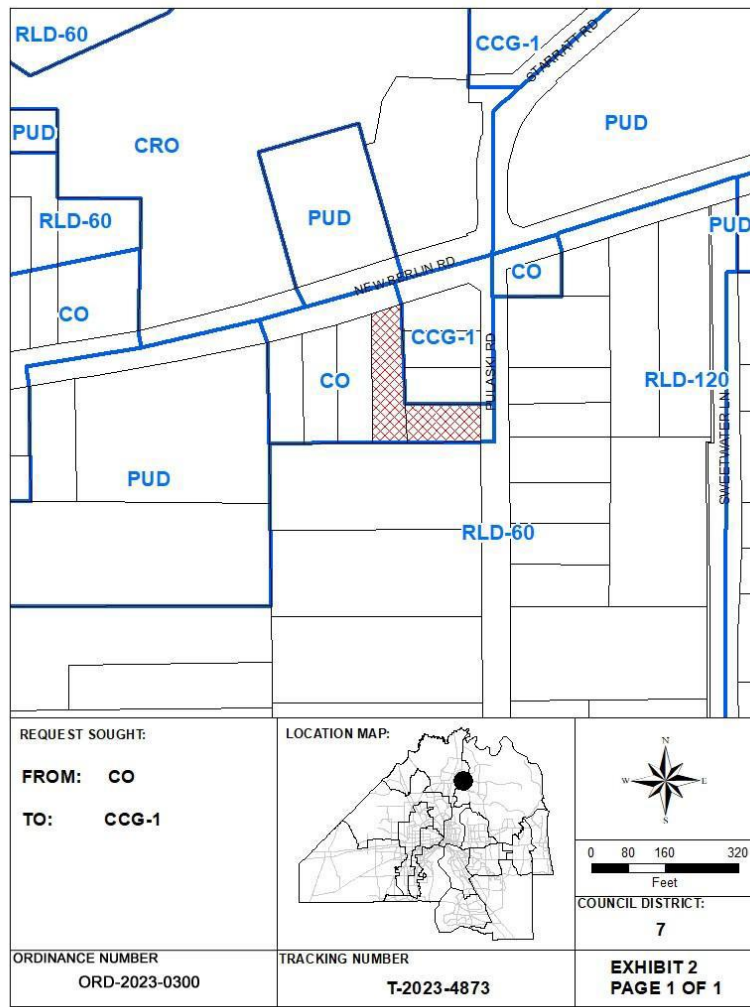 RLD-60
CCG-1
STARRATT RD
PUD
PUD
CRO
PUD
RLD-60
PUD
NEW BERLIN RD
CO
CO
CCG-1
PULASKI RD
CO
RLD-120
SWEETWATER LN
PUD
RLD-60
REQUEST SOUGHT:
FROM: CO
TO: CCG-1
LOCATION MAP:
N
W E
S
0 80 160 320
Feet
COUNCIL DISTRICT:
7
ORDINANCE NUMBER
ORD-2023-0300
TRACKING NUMBER
T-2023-4873
EXHIBIT 2
PAGE 1 OF 1